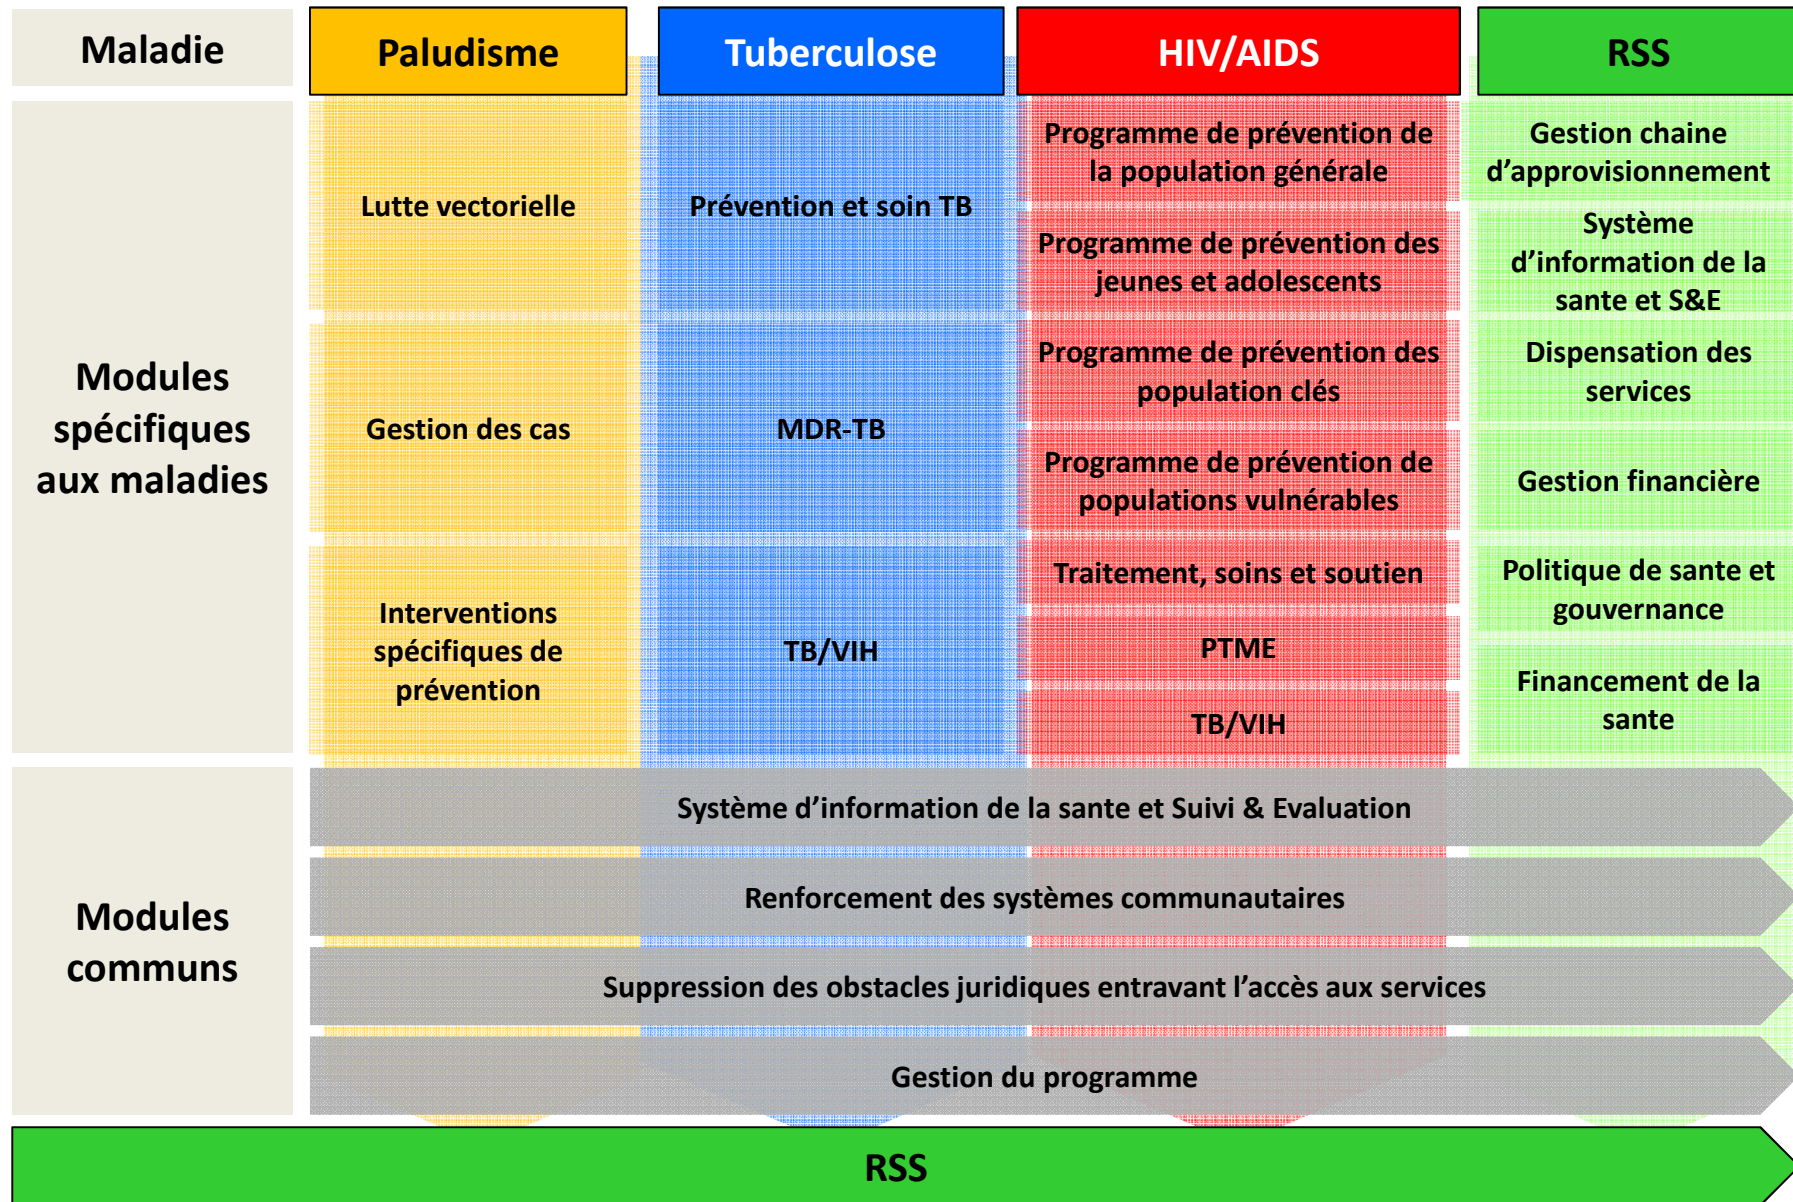 Maladie
Paludisme
Tuberculose
HIV/AIDS
RSS
Modules
spécifiques
aux maladies
Lutte vectorielle
Gestion des cas
Interventions
spécifiques de
prévention
Prévention et soin TB
MDR-TB
TB/VIH
Programme de prévention de
la population générale
Programme de prévention des
jeunes et adolescents
Programme de prévention des
population clés
Programme de prévention de
populations vulnérables
Traitement, soins et soutien
PTME
TB/VIH
Gestion chaine
d’approvisionnement
Système
d’information de la
sante et S&E
Dispensation des
services
Gestion financière
Politique de sante et
gouvernance
Financement de la
sante
Modules
communs
Système d’information de la sante et Suivi & Evaluation
Renforcement des systèmes communautaires
Suppression des obstacles juridiques entravant l’accès aux services
Gestion du programme
RSS